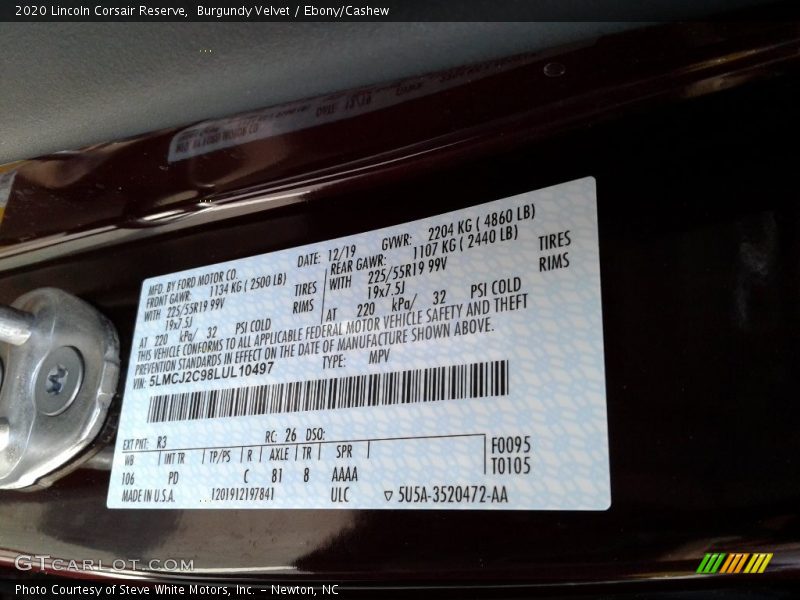 2020 Lincoln Corsair Reserve, Burgundy Velvet / Ebony/Cashew
MFD. BY FORD MOTOR CO. DATE: 12/19 GVWR: 2204 KG ( 4860 LB)
FRONT GAWR: 1134 KG ( 2500 LB) REAR GAWR: 1107 KG ( 2440 LB)
WITH 225/55R19 99V TIRES WITH 225/55R19 99V TIRES
19x7.5J RIMS 19x7.5J RIMS
AT 220 kPa/ 32 PSI COLD AT 220 kPa/ 32 PSI COLD
THIS VEHICLE CONFORMS TO ALL APPLICABLE FEDERAL MOTOR VEHICLE SAFETY AND THEFT
PREVENTION STANDARDS IN EFFECT ON THE DATE OF MANUFACTURE SHOWN ABOVE.
VIN: 5LMCJ2C98LUL10497 TYPE: MPV
EXT PNT: R3 RC: 26 DSO: F0095
WB INT TR TP/PS R AXLE TR SPR T0105
106 PD C 81 8 AAAA
MADE IN U.S.A. 1201912197841 ULC 5U5A-3520472-AA
GTCARLOT.COM
Photo Courtesy of Steve White Motors, Inc. – Newton, NC